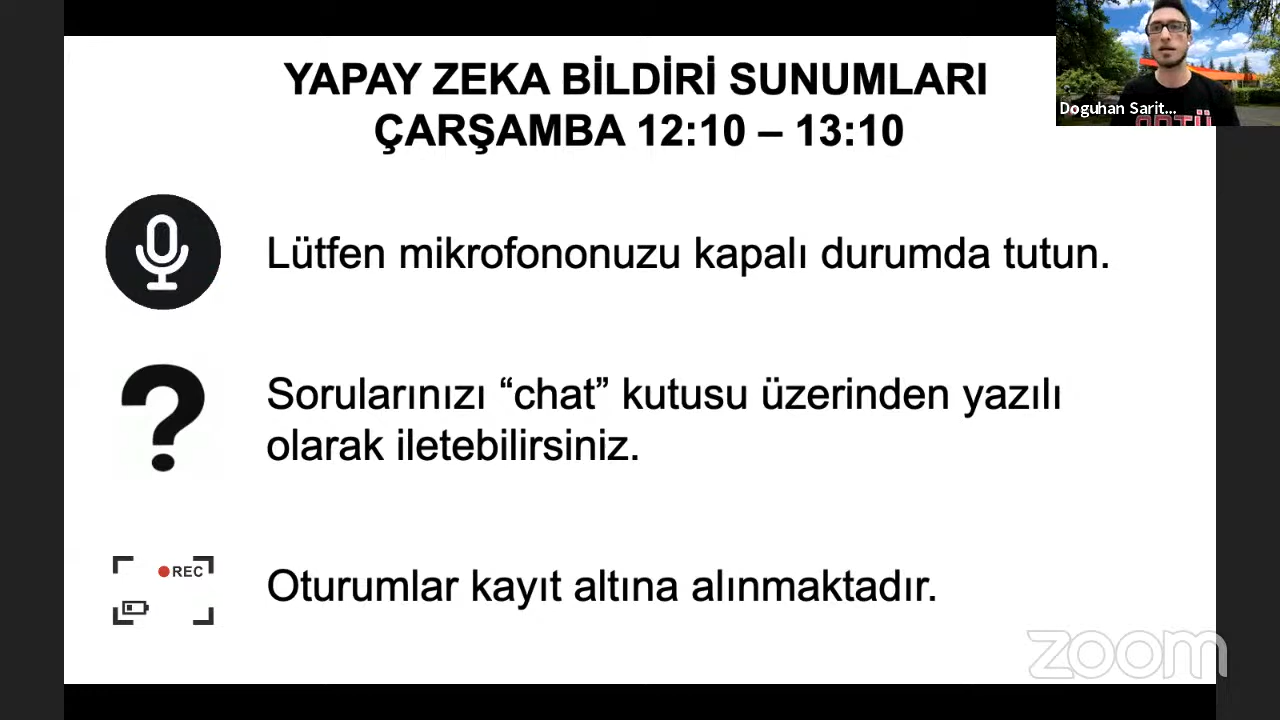 YAPAY ZEKA BİLDİRİ SUNUMLARI
ÇARŞAMBA 12:10 – 13:10
Doguhan Sarit...
ODTÜ
Lütfen mikrofononuzu kapalı durumda tutun.
Sorularınızı “chat” kutusu üzerinden yazılı
olarak iletebilirsiniz.
REC
Oturumlar kayıt altına alınmaktadır.
zoom